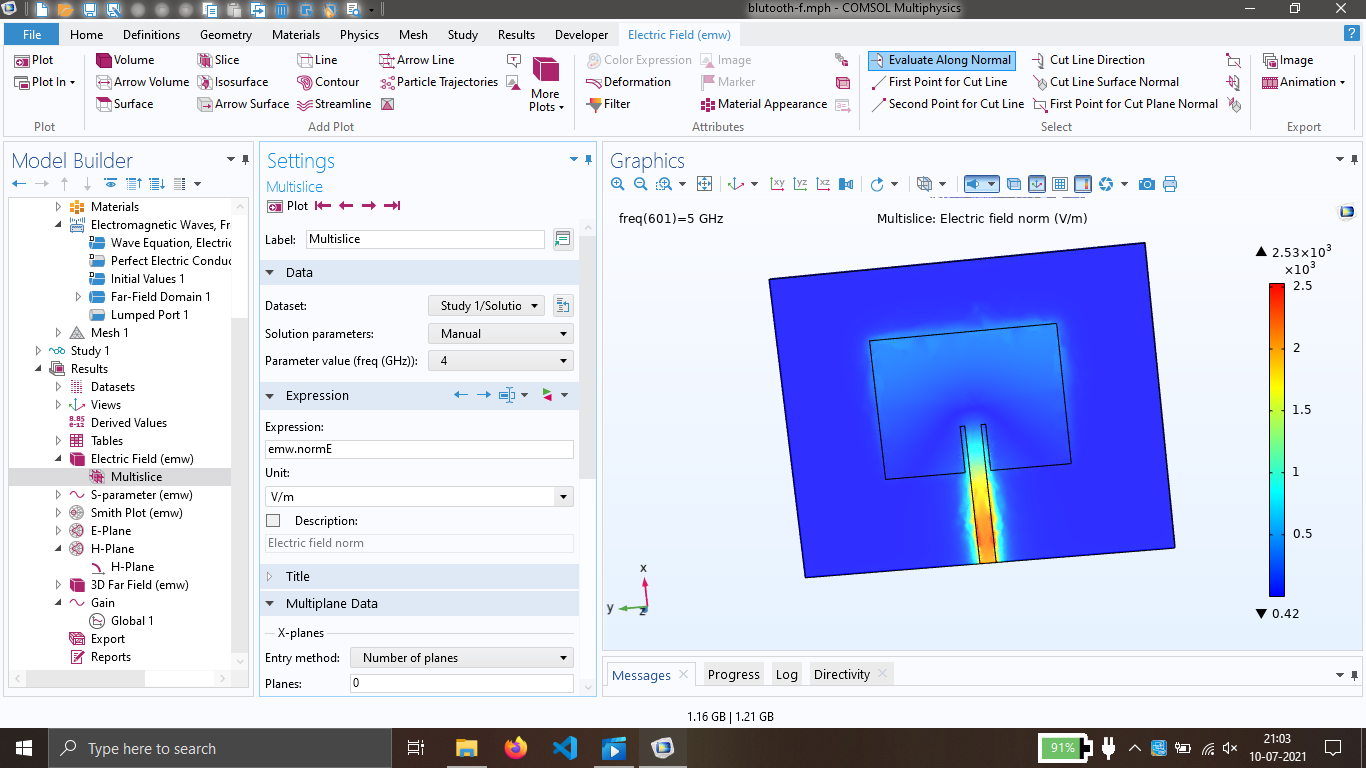 blutooth-f.mph - COMSOL Multiphysics
File Home Definitions Geometry Materials Physics Mesh Study Results Developer Electric Field (emw)
Plot Volume Slice Line Arrow Line Color Expression Image Evaluate Along Normal Cut Line Direction Image
Plot In Arrow Volume Isosurface Contour Particle Trajectories Deformation Marker First Point for Cut Line Cut Line Surface Normal Animation
Surface Arrow Surface Streamline More Plots Filter Material Appearance Second Point for Cut Line First Point for Cut Plane Normal
Plot Add Plot Attributes Select Export
Model Builder
Materials
Electromagnetic Waves, Fr
Wave Equation, Electric
Perfect Electric Conduc
Initial Values 1
Far-Field Domain 1
Lumped Port 1
Mesh 1
Study 1
Results
Datasets
Views
8.85
e-12
Derived Values
Tables
Electric Field (emw)
Multislice
S-parameter (emw)
Smith Plot (emw)
E-Plane
H-Plane
H-Plane
3D Far Field (emw)
Gain
Global 1
Export
Reports
Settings
Multislice
Plot
Label: Multislice
Data
Dataset: Study 1/Solutio
Solution parameters: Manual
Parameter value (freq (GHz)): 4
Expression
Expression:
emw.normE
Unit:
V/m
Description:
Electric field norm
Title
Multiplane Data
X-planes
Entry method: Number of planes
Planes: 0
Graphics
xy yz xz
freq(601)=5 GHz Multislice: Electric field norm (V/m)
▲ 2.53×10³
×10³
2.5
2
1.5
1
0.5
▼ 0.42
x
y
z
Messages Progress Log Directivity
1.16 GB | 1.21 GB
Type here to search
91%
21:03
10-07-2021